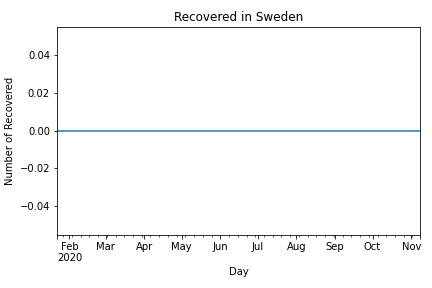 Recovered in Sweden
Number of Recovered
0.04
0.02
0.00
−0.02
−0.04
Feb Mar Apr May Jun Jul Aug Sep Oct Nov
2020
Day